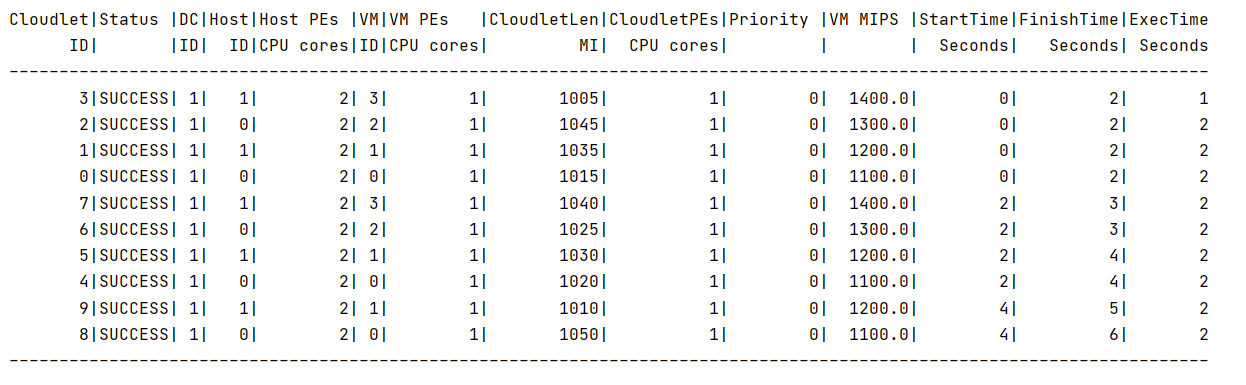 Cloudlet|Status |DC|Host|Host PEs |VM|VM PEs   |CloudletLen|CloudletPEs|Priority |VM MIPS |StartTime|FinishTime|ExecTime
      ID|       |ID|  ID|CPU cores|ID|CPU cores|         MI|  CPU cores|         |        |  Seconds|   Seconds| Seconds
------------------------------------------------------------------------------------------------------------------------
       3|SUCCESS| 1|   1|        2| 3|        1|       1005|          1|        0|  1400.0|        0|         2|       1
       2|SUCCESS| 1|   0|        2| 2|        1|       1045|          1|        0|  1300.0|        0|         2|       2
       1|SUCCESS| 1|   1|        2| 1|        1|       1035|          1|        0|  1200.0|        0|         2|       2
       0|SUCCESS| 1|   0|        2| 0|        1|       1015|          1|        0|  1100.0|        0|         2|       2
       7|SUCCESS| 1|   1|        2| 3|        1|       1040|          1|        0|  1400.0|        2|         3|       2
       6|SUCCESS| 1|   0|        2| 2|        1|       1025|          1|        0|  1300.0|        2|         3|       2
       5|SUCCESS| 1|   1|        2| 1|        1|       1030|          1|        0|  1200.0|        2|         4|       2
       4|SUCCESS| 1|   0|        2| 0|        1|       1020|          1|        0|  1100.0|        2|         4|       2
       9|SUCCESS| 1|   1|        2| 1|        1|       1010|          1|        0|  1200.0|        4|         5|       2
       8|SUCCESS| 1|   0|        2| 0|        1|       1050|          1|        0|  1100.0|        4|         6|       2
------------------------------------------------------------------------------------------------------------------------